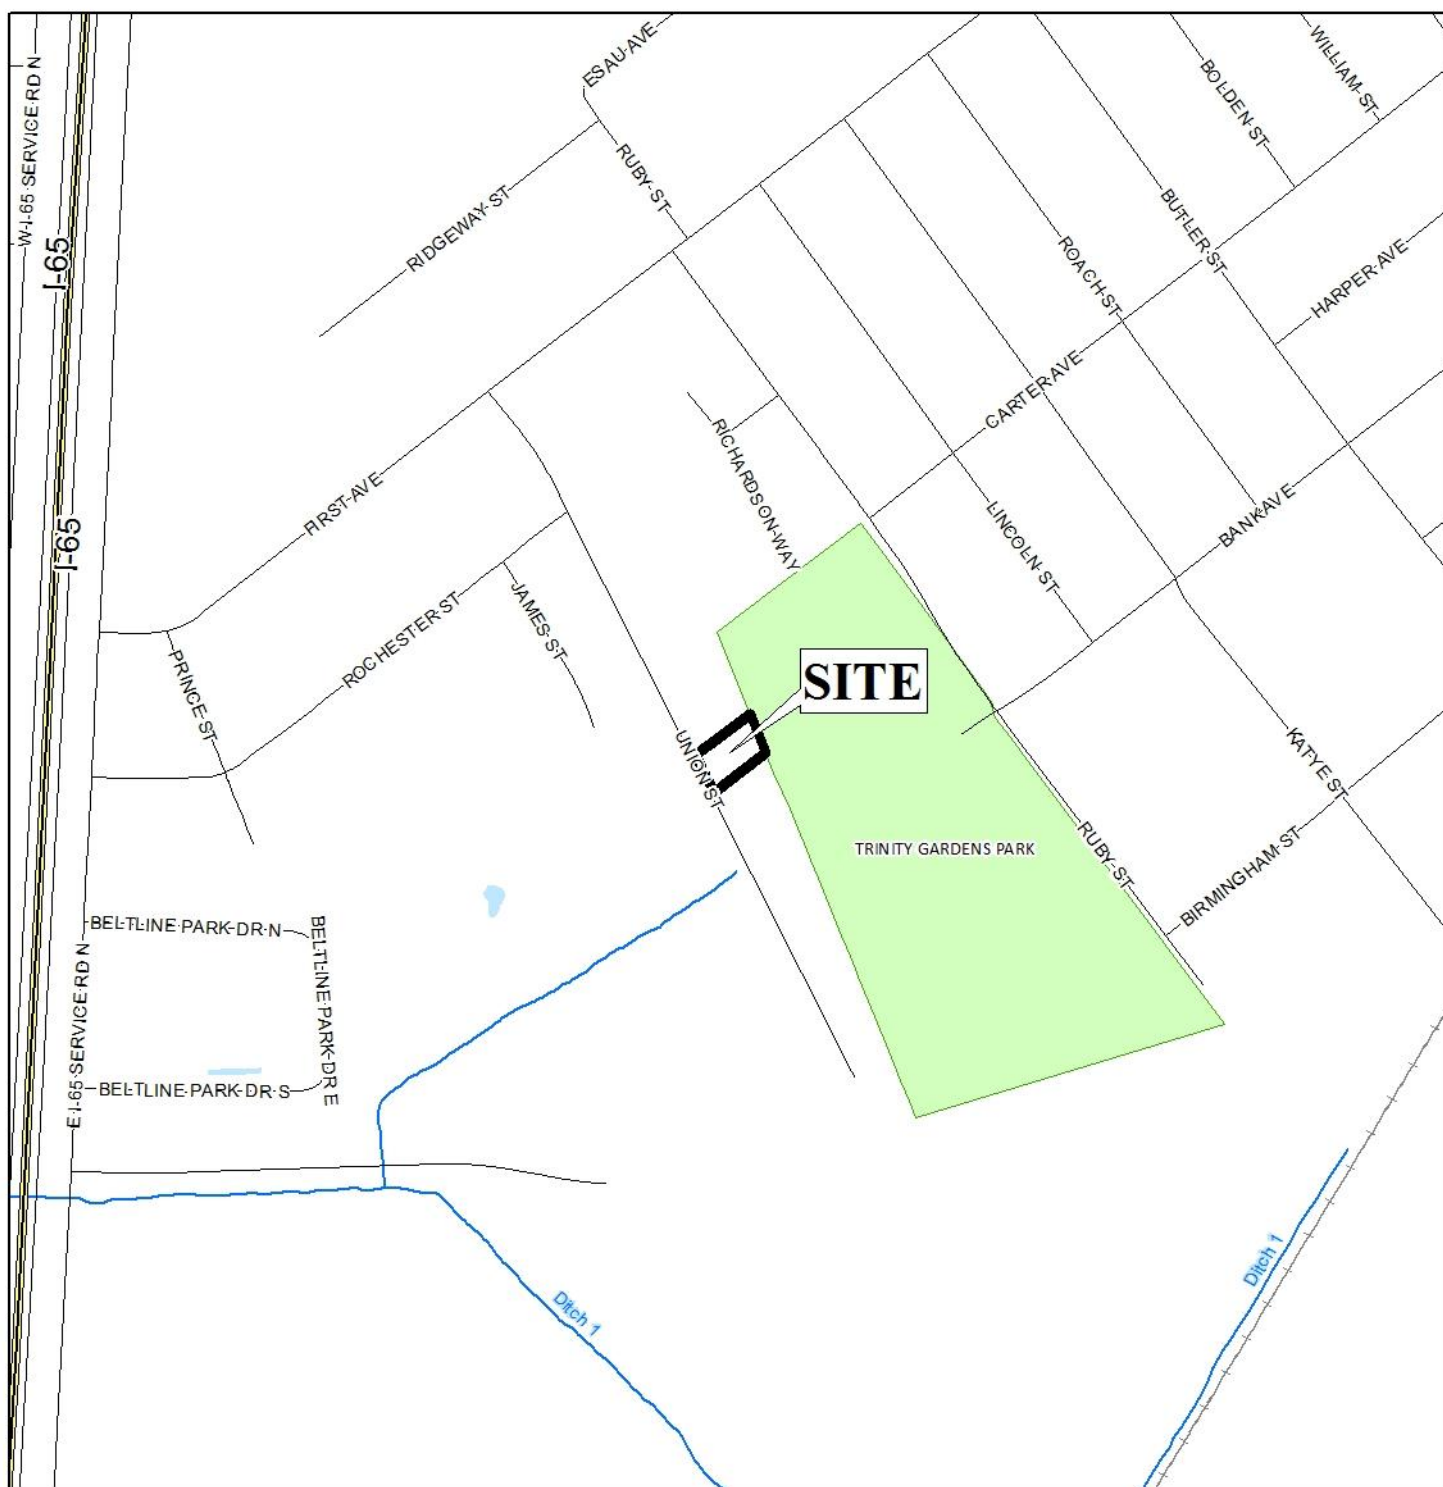 ESAU AVE
WILLIAM ST
BOLDEN ST
W I-65 SERVICE RD N
RUBY ST
RIDGEWAY ST
BUTLER ST
I-65
ROACH ST
HARPER AVE
CARTER AVE
RICHARDSON WAY
FIRST AVE
BANK AVE
LINCOLN ST
I-65
ROCHESTER ST
JAMES ST
PRINCE ST
SITE
UNION ST
KATYE ST
TRINITY GARDENS PARK
RUBY ST
BIRMINGHAM ST
BELTLINE PARK DR N
BELTLINE PARK DR E
E I-65 SERVICE RD N
BELTLINE PARK DR S
Ditch 1
Ditch 1